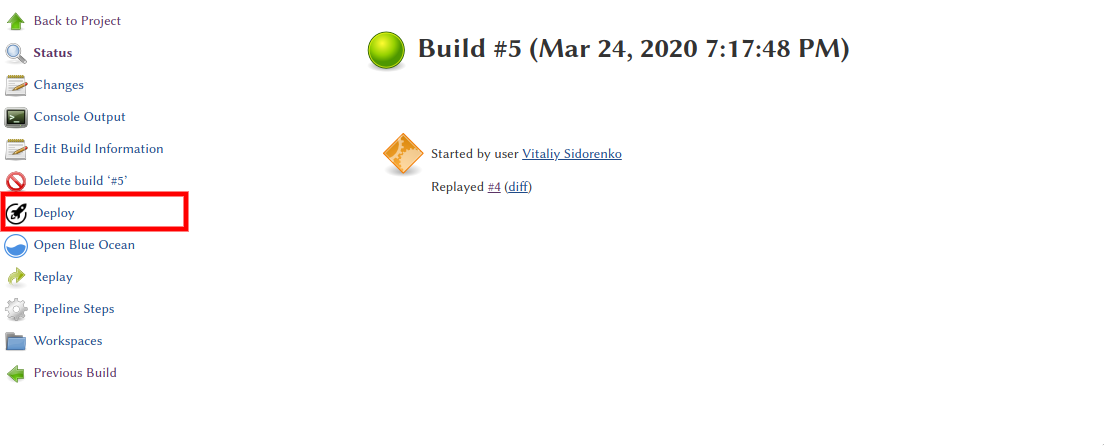 Back to Project
Status
Changes
Console Output
Edit Build Information
Delete build ‘#5’
Deploy
Open Blue Ocean
Replay
Pipeline Steps
Workspaces
Previous Build
Build #5 (Mar 24, 2020 7:17:48 PM)
Started by user Vitaliy Sidorenko
Replayed #4 (diff)